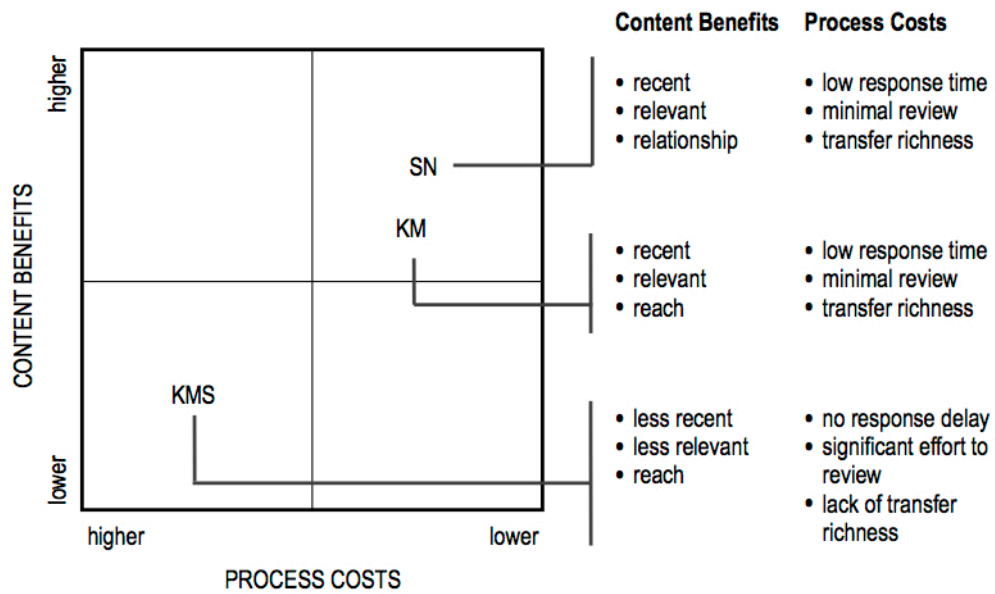 Content Benefits Process Costs
higher
• recent
• relevant
• relationship
• low response time
• minimal review
• transfer richness
SN
KM
• recent
• relevant
• reach
• low response time
• minimal review
• transfer richness
CONTENT BENEFITS
KMS
• less recent
• less relevant
• reach
• no response delay
• significant effort to
review
• lack of transfer
richness
lower
higher
lower
PROCESS COSTS